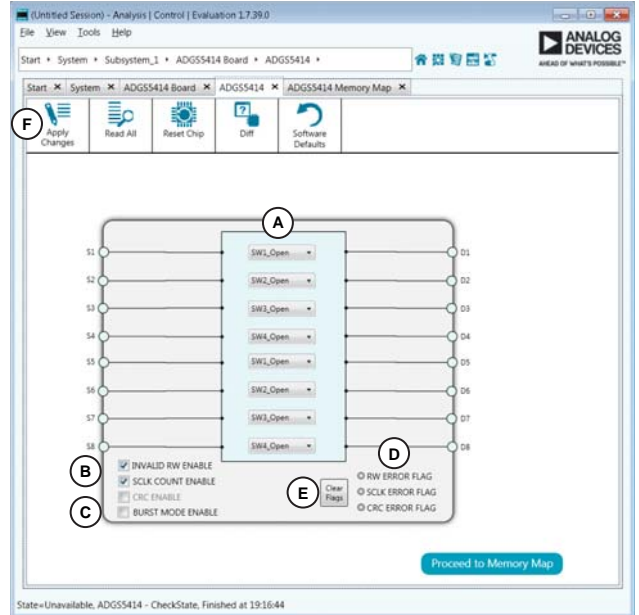 (Untitled Session) - Analysis | Control | Evaluation 1.7.39.0
File View Tools Help
ANALOG
DEVICES
AHEAD OF WHAT'S POSSIBLE™
Start System Subsystem_1 ADGS5414 Board ADGS5414
Start System ADGS5414 Board ADGS5414 ADGS5414 Memory Map
F
Apply Changes
Read All
Reset Chip
Diff
Software Defaults
A
S1 SW1_Open D1
S2 SW2_Open D2
S3 SW3_Open D3
S4 SW4_Open D4
S5 SW1_Open D5
S6 SW2_Open D6
S7 SW3_Open D7
S8 SW4_Open D8
B
C
INVALID RW ENABLE
SCLK COUNT ENABLE
CRC ENABLE
BURST MODE ENABLE
E
Clear Flags
D
RW ERROR FLAG
SCLK ERROR FLAG
CRC ERROR FLAG
Proceed to Memory Map
State=Unavailable, ADGS5414 - CheckState, Finished at 19:16:44